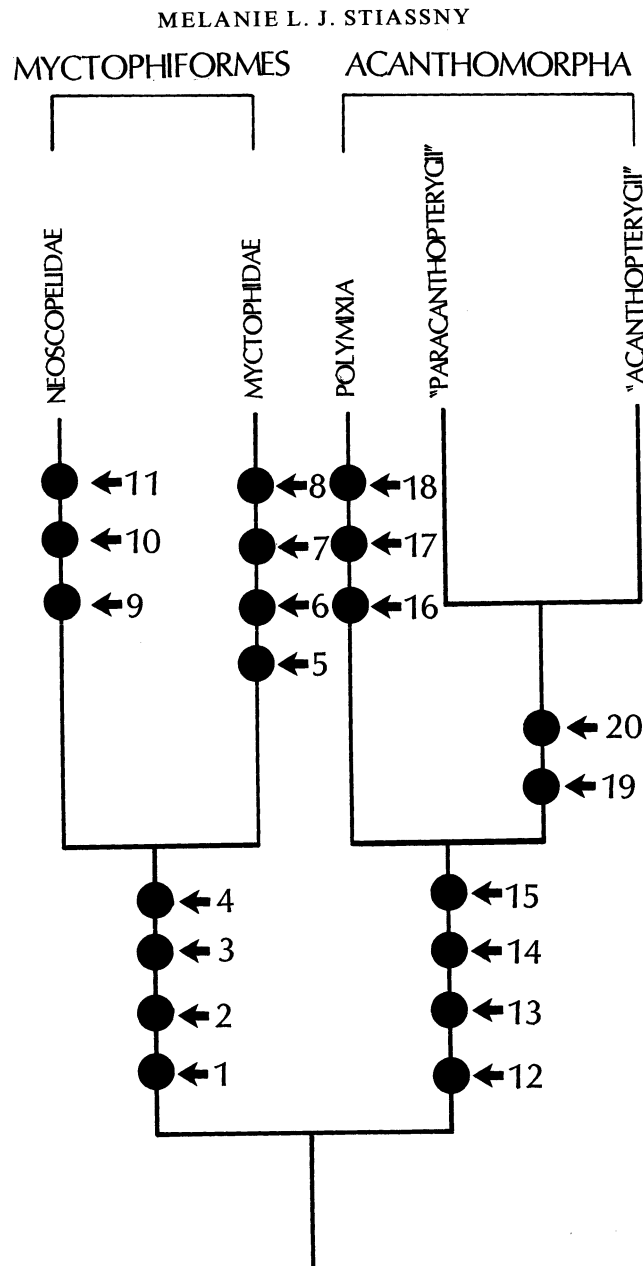 MELANIE L. J. STIASSNY
MYCTOPHIFORMES
ACANTHOMORPHA
NEOSCOPELIDAE
MYCTOPHIDAE
POLYMIXIA
"PARACANTHOPTERYGII"
"ACANTHOPTERYGII"
11
10
9
8
7
6
5
18
17
16
20
19
4
3
2
1
15
14
13
12